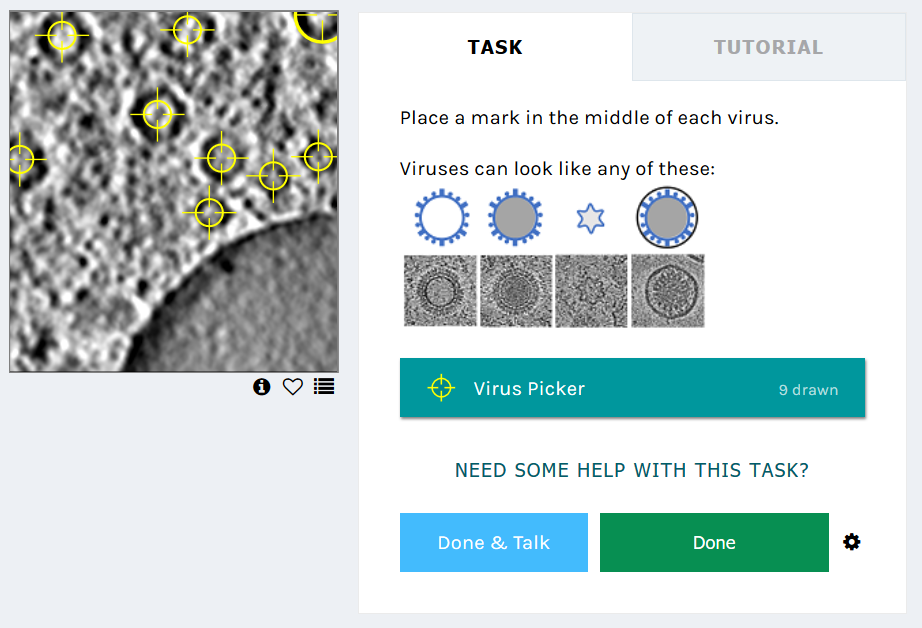 TASK
TUTORIAL
Place a mark in the middle of each virus.
Viruses can look like any of these:
Virus Picker
9 drawn
NEED SOME HELP WITH THIS TASK?
Done & Talk
Done